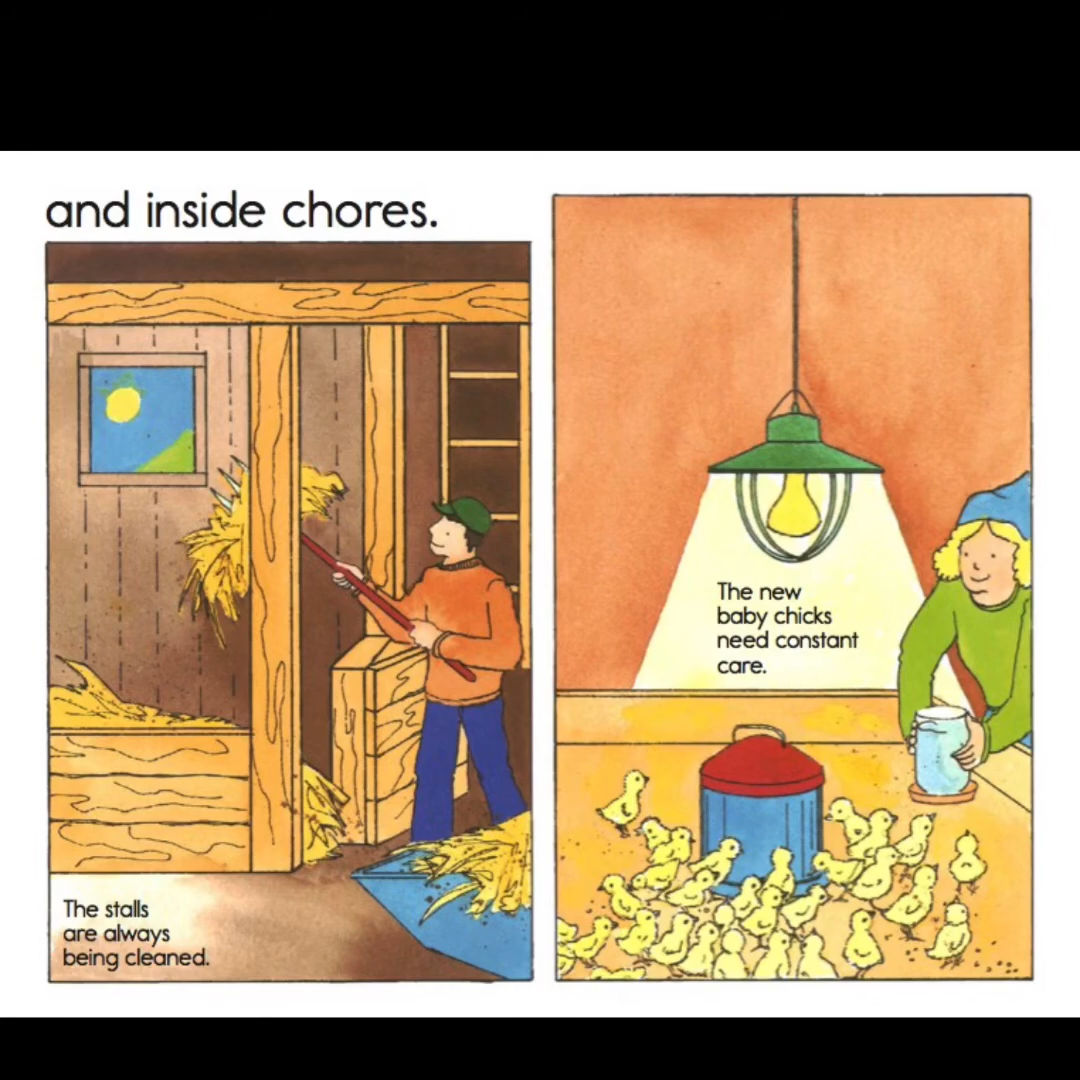 and inside chores.
The stalls
are always
being cleaned.
The new
baby chicks
need constant
care.